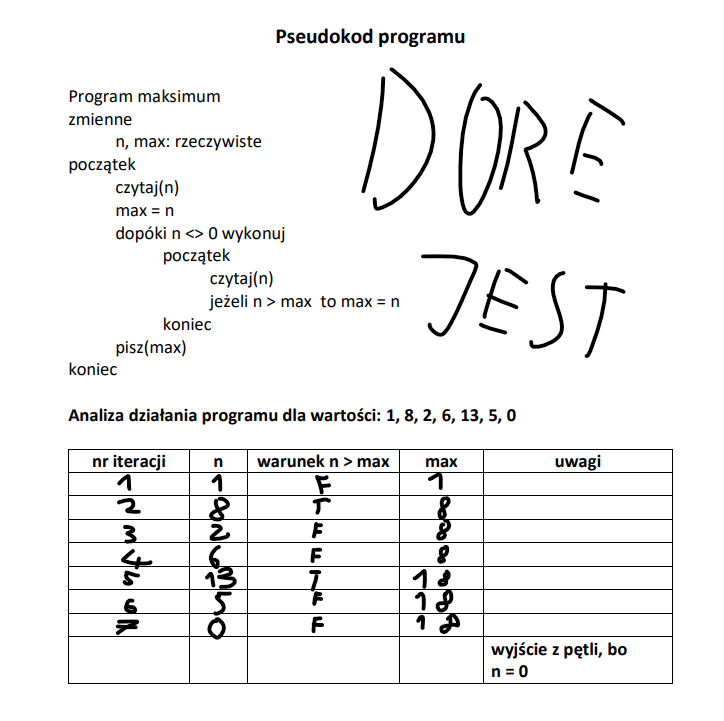 Pseudokod programu
DORE
JEST
Program maksimum
zmienne
n, max: rzeczywiste
początek
czytaj(n)
max = n
dopóki n <> 0 wykonuj
początek
czytaj(n)
jeżeli n > max to max = n
koniec
pisz(max)
koniec
Analiza działania programu dla wartości: 1, 8, 2, 6, 13, 5, 0
nr iteracji n warunek n > max max uwagi
1 1 F 1
2 8 T 8
3 2 F 8
4 6 F 8
5 13 T 18
6 5 F 18
7 0 F 18
wyjście z pętli, bo
n = 0